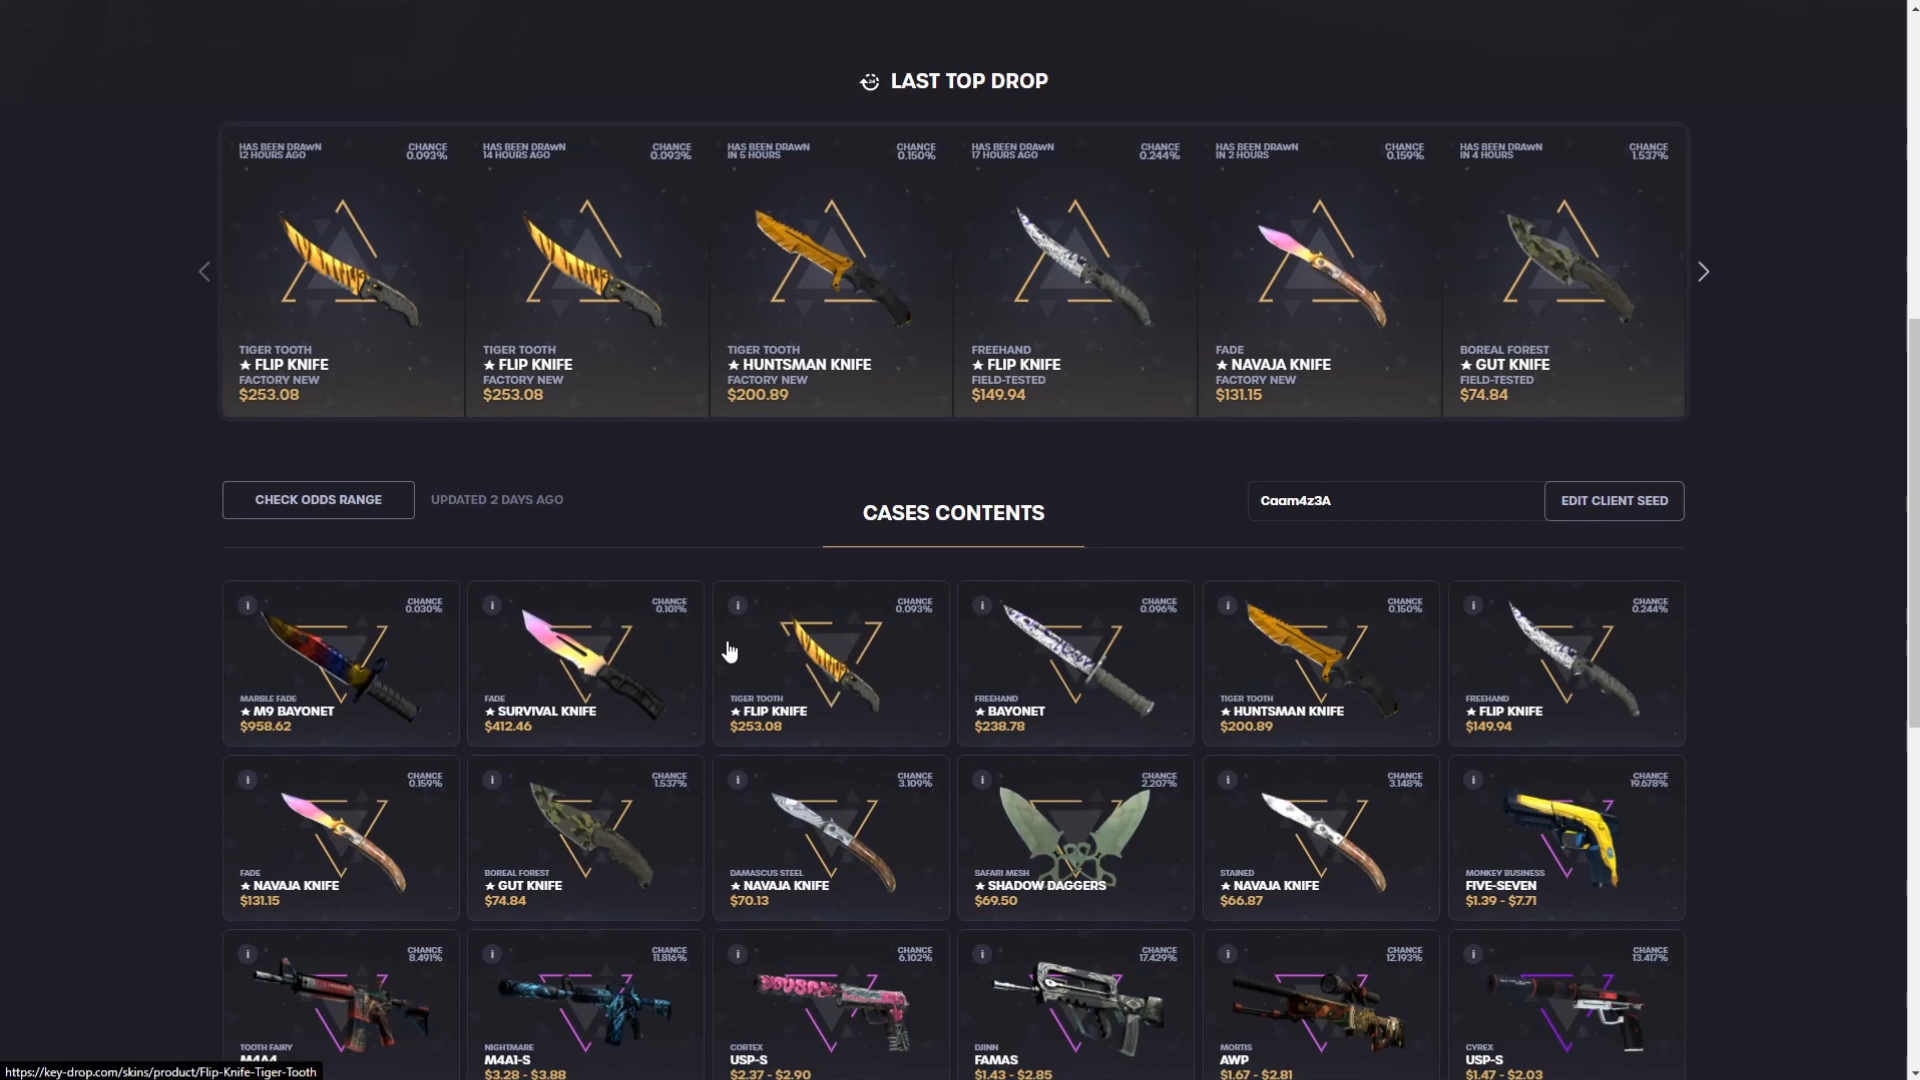 LAST TOP DROP
HAS BEEN DRAWN
12 HOURS AGO
CHANCE
0.093%
TIGER TOOTH
★ FLIP KNIFE
FACTORY NEW
$253.08
HAS BEEN DRAWN
14 HOURS AGO
CHANCE
0.093%
TIGER TOOTH
★ FLIP KNIFE
FACTORY NEW
$253.08
HAS BEEN DRAWN
IN 5 HOURS
CHANCE
0.150%
TIGER TOOTH
★ HUNTSMAN KNIFE
FACTORY NEW
$200.89
HAS BEEN DRAWN
17 HOURS AGO
CHANCE
0.244%
FREEHAND
★ FLIP KNIFE
FIELD-TESTED
$149.94
HAS BEEN DRAWN
IN 2 HOURS
CHANCE
0.159%
FADE
★ NAVAJA KNIFE
FACTORY NEW
$131.15
HAS BEEN DRAWN
IN 4 HOURS
CHANCE
1.537%
BOREAL FOREST
★ GUT KNIFE
FIELD-TESTED
$74.84
CHECK ODDS RANGE
UPDATED 2 DAYS AGO
CASES CONTENTS
Caam4z3A
EDIT CLIENT SEED
CHANCE
0.030%
MARBLE FADE
★ M9 BAYONET
$958.62
CHANCE
0.101%
FADE
★ SURVIVAL KNIFE
$412.46
CHANCE
0.093%
TIGER TOOTH
★ FLIP KNIFE
$253.08
CHANCE
0.096%
FREEHAND
★ BAYONET
$238.78
CHANCE
0.150%
TIGER TOOTH
★ HUNTSMAN KNIFE
$200.89
CHANCE
0.244%
FREEHAND
★ FLIP KNIFE
$149.94
CHANCE
0.159%
FADE
★ NAVAJA KNIFE
$131.15
CHANCE
1.537%
BOREAL FOREST
★ GUT KNIFE
$74.84
CHANCE
3.109%
DAMASCUS STEEL
★ NAVAJA KNIFE
$70.13
CHANCE
2.207%
SAFARI MESH
★ SHADOW DAGGERS
$69.50
CHANCE
3.148%
STAINED
★ NAVAJA KNIFE
$66.87
CHANCE
19.678%
MONKEY BUSINESS
FIVE-SEVEN
$1.39 - $7.71
CHANCE
8.491%
TOOTH FAIRY
M4A4
CHANCE
11.816%
NIGHTMARE
M4A1-S
$3.28 - $3.88
CHANCE
6.102%
CORTEX
USP-S
$2.37 - $2.90
CHANCE
17.429%
DJINN
FAMAS
$1.43 - $2.85
CHANCE
12.193%
MORTIS
AWP
$1.67 - $2.81
CHANCE
13.417%
CYREX
USP-S
$1.47 - $2.03
https://key-drop.com/skins/product/Flip-Knife-Tiger-Tooth